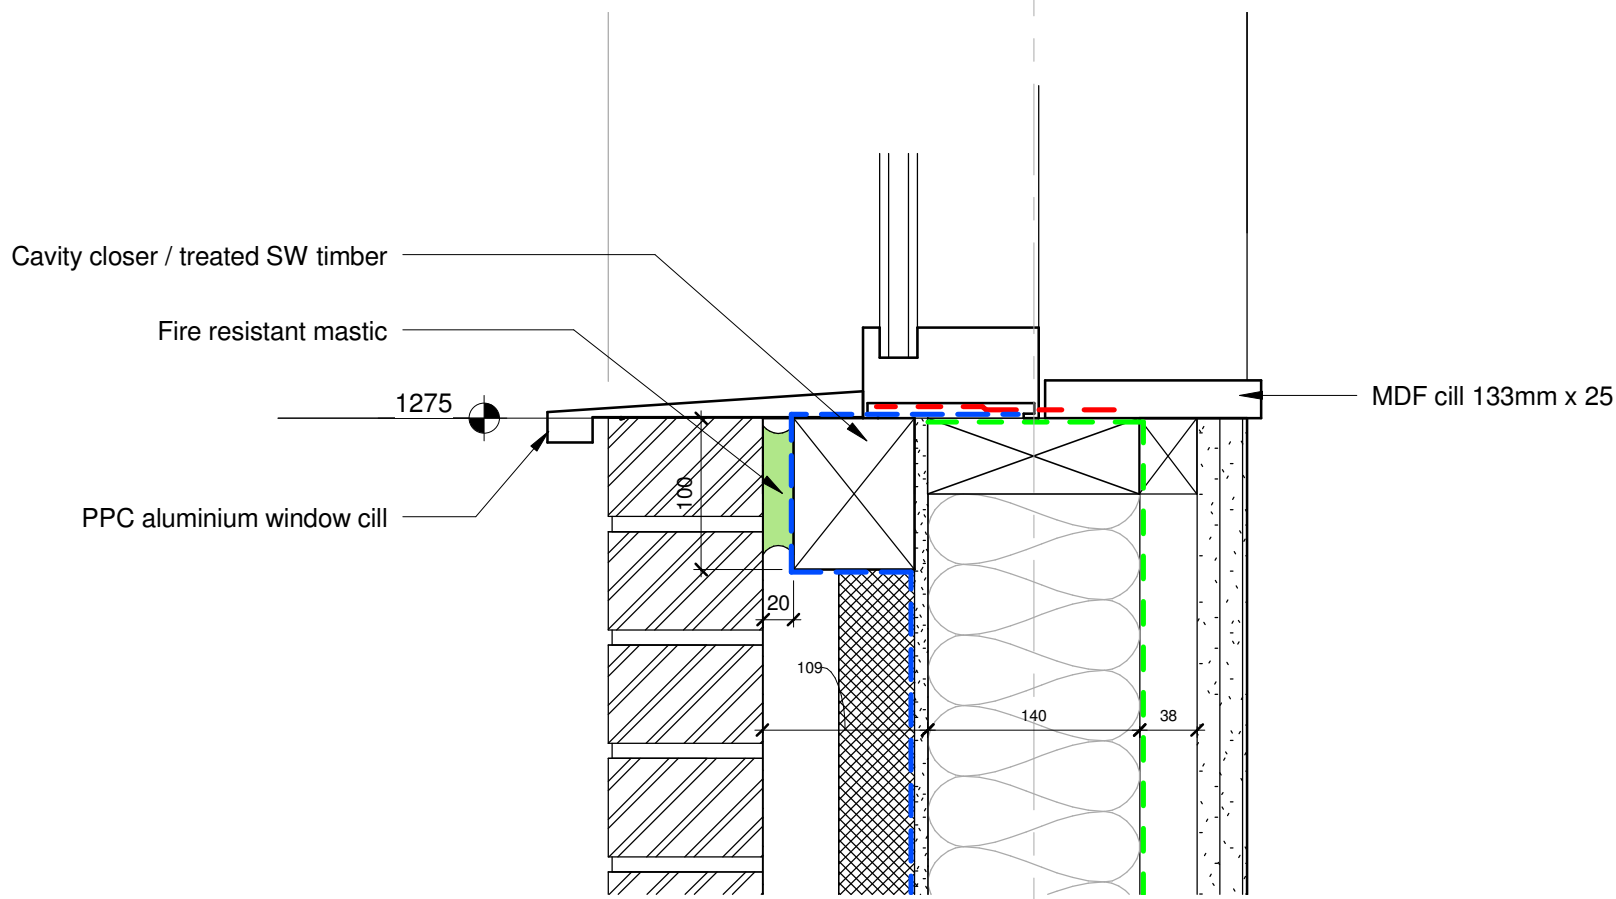 Cavity closer / treated SW timber
Fire resistant mastic
1275
MDF cill 133mm x 25
100
PPC aluminium window cill
20
109
140
38